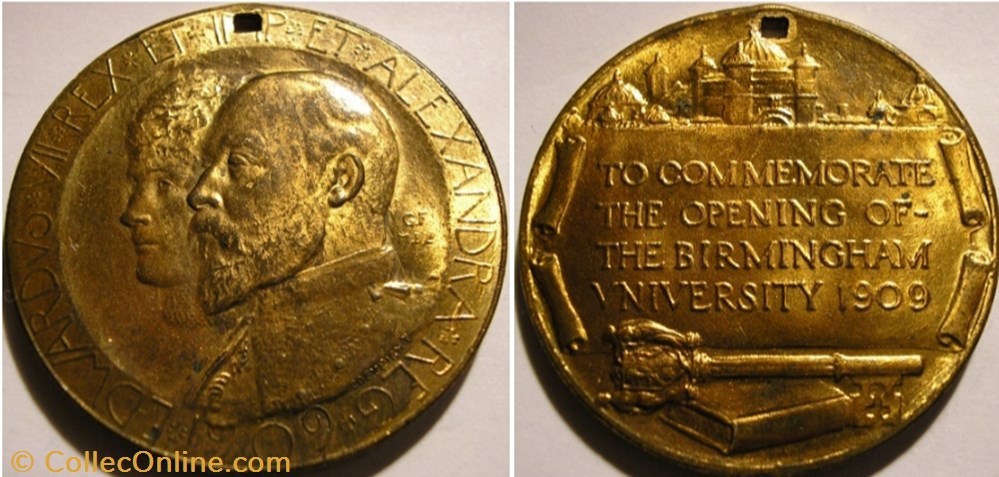 EDWARDVS · VII · REX · ET · IMP · ET · ALEXANDRA · REG · 09
TO COMMEMORATE
THE OPENING OF-
THE BIRMINGHAM
VNIVERSITY 1909
© CollecOnline.com